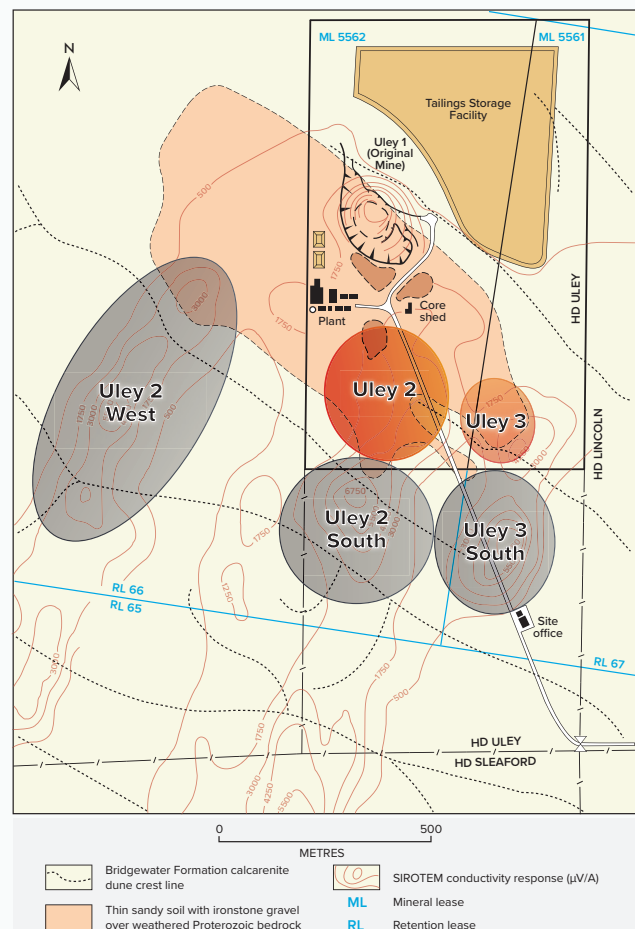 N
ML 5562
ML 5561
Tailings Storage
Facility
Uley 1
(Original
Mine)
500
1750
3000
HD ULEY
1750
Plant
Core
shed
Uley 2
West
Uley 2
Uley 3
1750
3000
500
1750
3000
HD LINCOLN
6750
3000
Uley 2
South
Uley 3
South
1750
1250
RL 66
RL 65
Site
office
RL 67
3000
500
1750
HD ULEY
HD SLEAFORD
3000
4250
5500
0
500
METRES
Bridgewater Formation calcarenite
dune crest line
SIROTEM conductivity response (µV/A)
Thin sandy soil with ironstone gravel
over weathered Proterozoic bedrock
ML
Mineral lease
RL
Retention lease